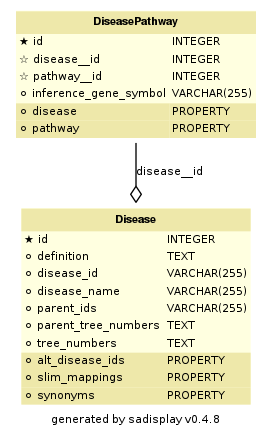 DiseasePathway
★ id INTEGER
☆ disease__id INTEGER
☆ pathway__id INTEGER
⚬ inference_gene_symbol VARCHAR(255)
⚬ disease PROPERTY
⚬ pathway PROPERTY
disease__id
Disease
★ id INTEGER
⚬ definition TEXT
⚬ disease_id VARCHAR(255)
⚬ disease_name VARCHAR(255)
⚬ parent_ids VARCHAR(255)
⚬ parent_tree_numbers TEXT
⚬ tree_numbers TEXT
⚬ alt_disease_ids PROPERTY
⚬ slim_mappings PROPERTY
⚬ synonyms PROPERTY
generated by sadisplay v0.4.8